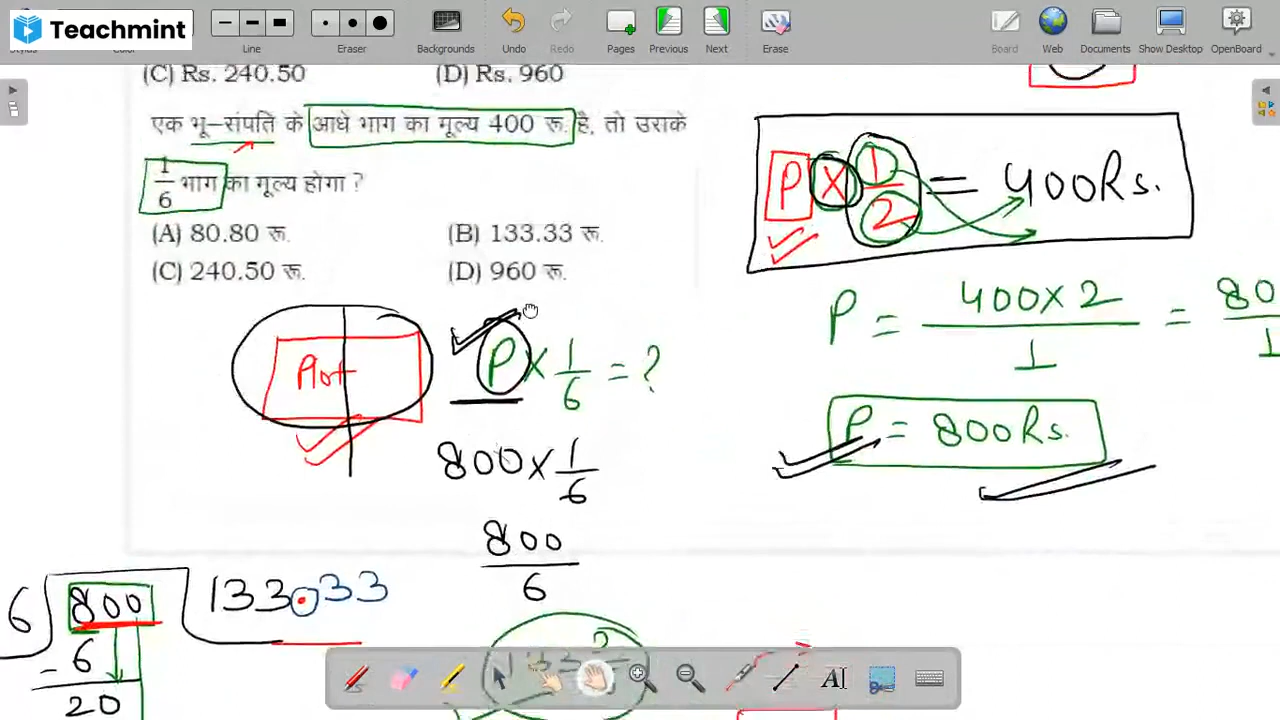 Teachmint
Line
Eraser
Backgrounds
Undo
Redo
Pages
Previous
Next
Erase
Board
Web
Documents
Show Desktop
OpenBoard
(C) Rs. 240.50 (D) Rs. 960
एक भू-संपति के आधे भाग का मूल्य 400 रू. है, तो उराके
1/6 भाग का गूल्य होगा ?
(A) 80.80 रू. (B) 133.33 रू.
(C) 240.50 रू. (D) 960 रू.
P × 1/2 = 400Rs.
P = 400×2/1 = 80
P = 800Rs.
Plot
P × 1/6 = ?
800 × 1/6
800/6
6 800 133.33
- 6
20